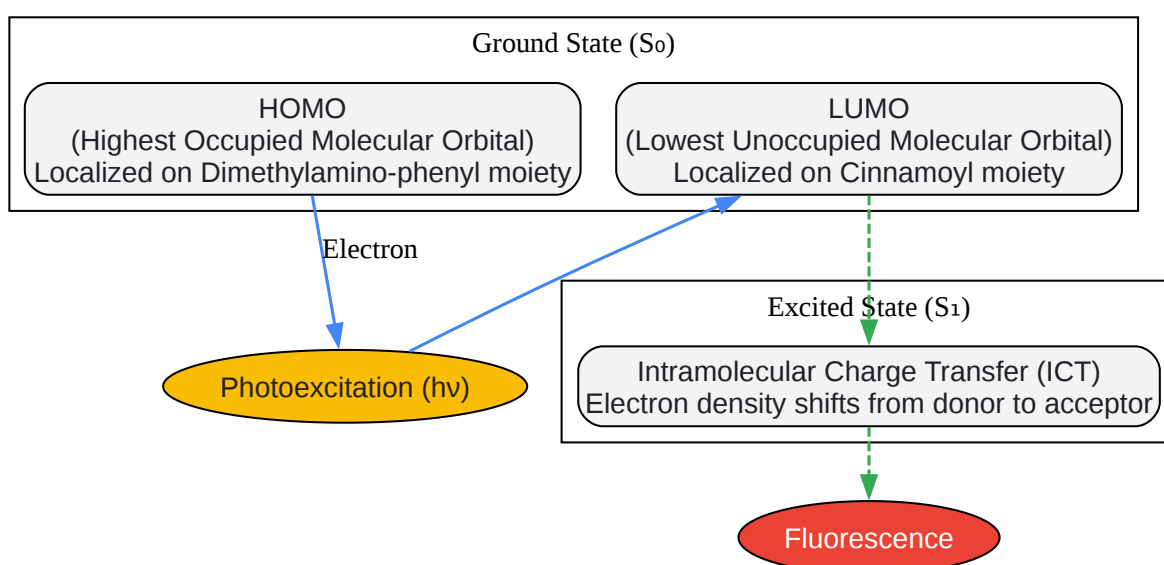 Ground State (S₀)
HOMO
(Highest Occupied Molecular Orbital)
Localized on Dimethylamino-phenyl moiety
LUMO
(Lowest Unoccupied Molecular Orbital)
Localized on Cinnamoyl moiety
Electron
Excited State (S₁)
Photoexcitation (hν)
Intramolecular Charge Transfer (ICT)
Electron density shifts from donor to acceptor
Fluorescence